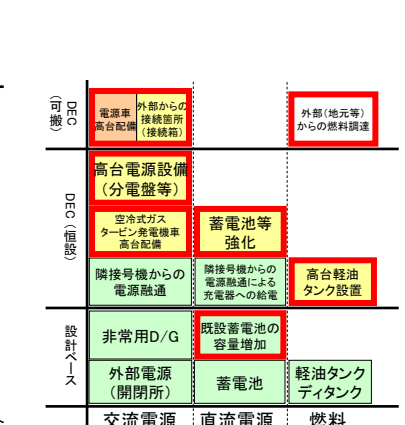 DEC
(可搬)
電源車
高台配備
外部からの
接続箇所
(接続箱)
外部(地元等)
からの燃料調達
DEC(恒設)
高台電源設備
(分電盤等)
空冷式ガス
タービン発電機車
高台配備
蓄電池等
強化
隣接号機からの
電源融通
隣接号機からの
電源融通による
充電器への給電
高台軽油
タンク設置
設計ベース
非常用D/G
既設蓄電池の
容量増加
外部電源
(開閉所)
蓄電池
軽油タンク
ディタンク
交流電源
直流電源
燃料